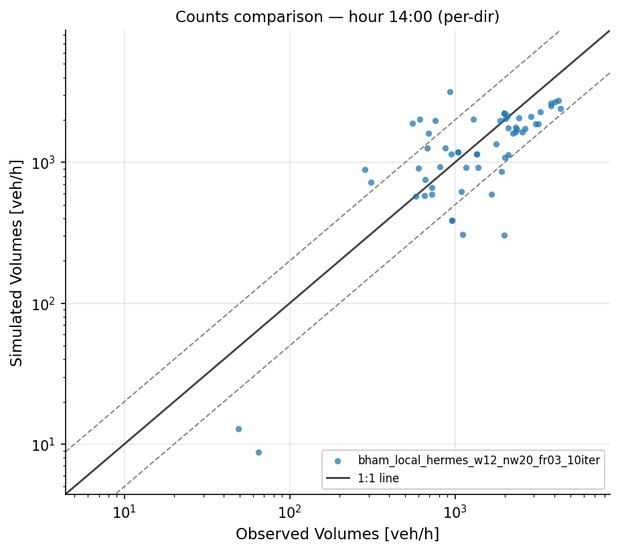 Counts comparison — hour 14:00 (per-dir)
Simulated Volumes [veh/h]
10³
10²
10¹
bham_local_hermes_w12_nw20_fr03_10iter
1:1 line
10¹ 10² 10³
Observed Volumes [veh/h]